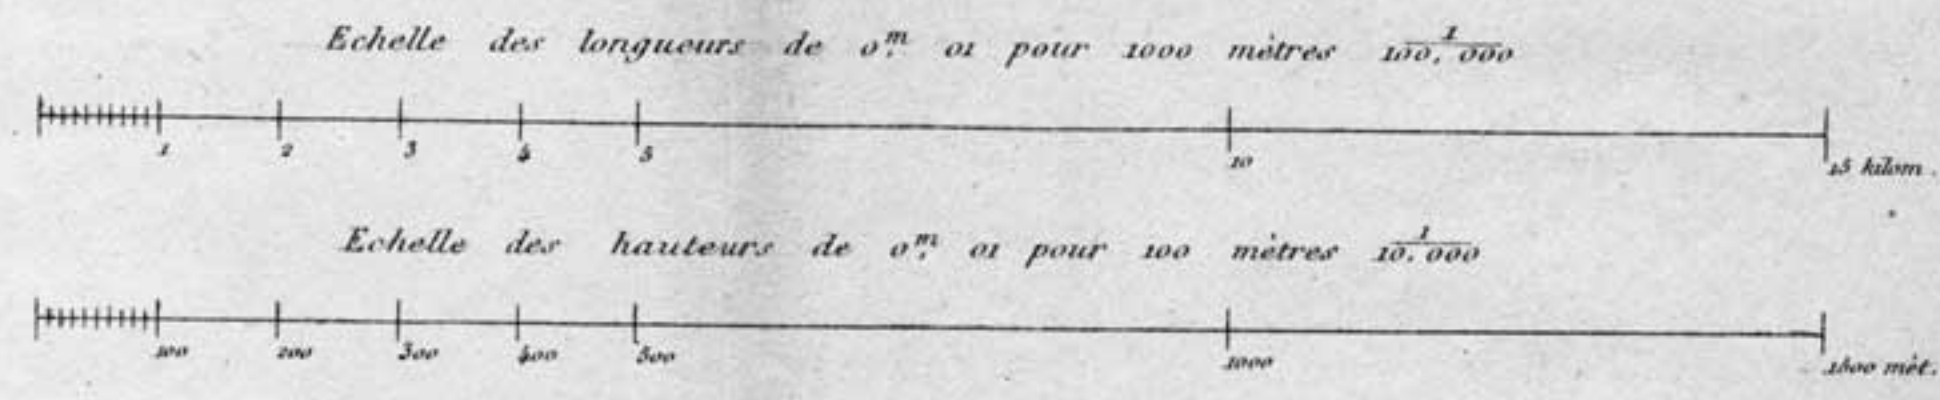 Echelle des longueurs de 0,m 01 pour 1000 mètres 1/100,000
1 2 3 4 5 10 15 kilom.
Echelle des hauteurs de 0,m 01 pour 100 mètres 1/10,000
100 200 300 400 500 1000 1500 mèt.